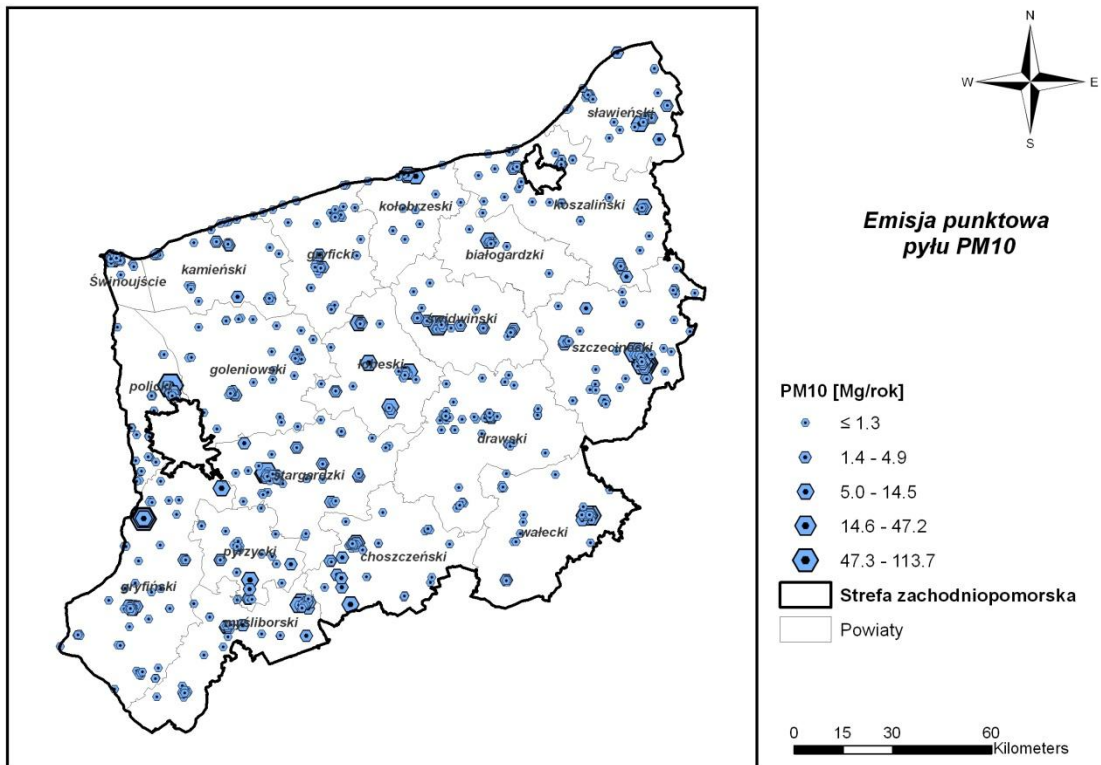 N
W E
S
Emisja punktowa
pyłu PM10
sławieński
kołobrzeski
koszaliński
gryficki
białogardzki
kamieński
Świnoujście
świdwiński
szczecinecki
goleniowski
łobeski
policki
drawski
stargardzki
wałecki
pyrzycki
choszczeński
gryfiński
myśliborski
PM10 [Mg/rok]
≤ 1.3
1.4 - 4.9
5.0 - 14.5
14.6 - 47.2
47.3 - 113.7
Strefa zachodniopomorska
Powiaty
0 15 30 60
Kilometers